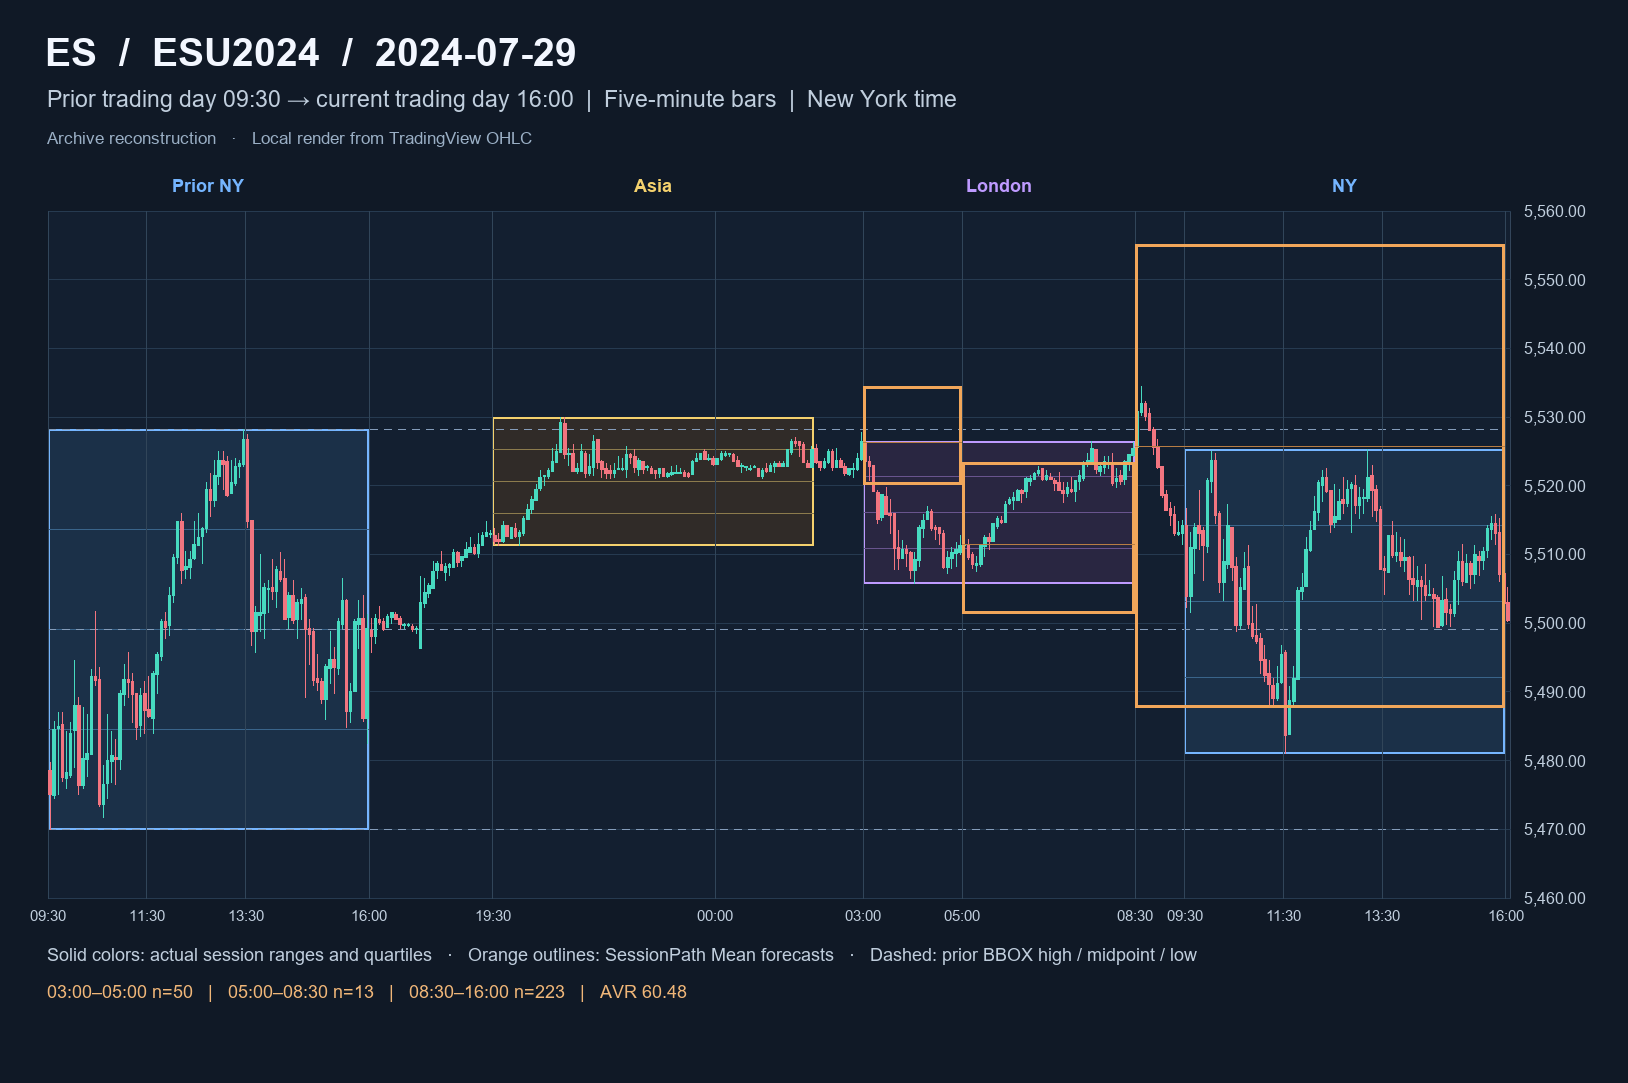 ES / ESU2024 / 2024-07-29
Prior trading day 09:30 → current trading day 16:00 | Five-minute bars | New York time
Archive reconstruction · Local render from TradingView OHLC
Prior NY Asia London NY
5,560.00
5,550.00
5,540.00
5,530.00
5,520.00
5,510.00
5,500.00
5,490.00
5,480.00
5,470.00
5,460.00
09:30 11:30 13:30 16:00 19:30 00:00 03:00 05:00 08:30 09:30 11:30 13:30 16:00
Solid colors: actual session ranges and quartiles · Orange outlines: SessionPath Mean forecasts · Dashed: prior BBOX high / midpoint / low
03:00–05:00 n=50 | 05:00–08:30 n=13 | 08:30–16:00 n=223 | AVR 60.48